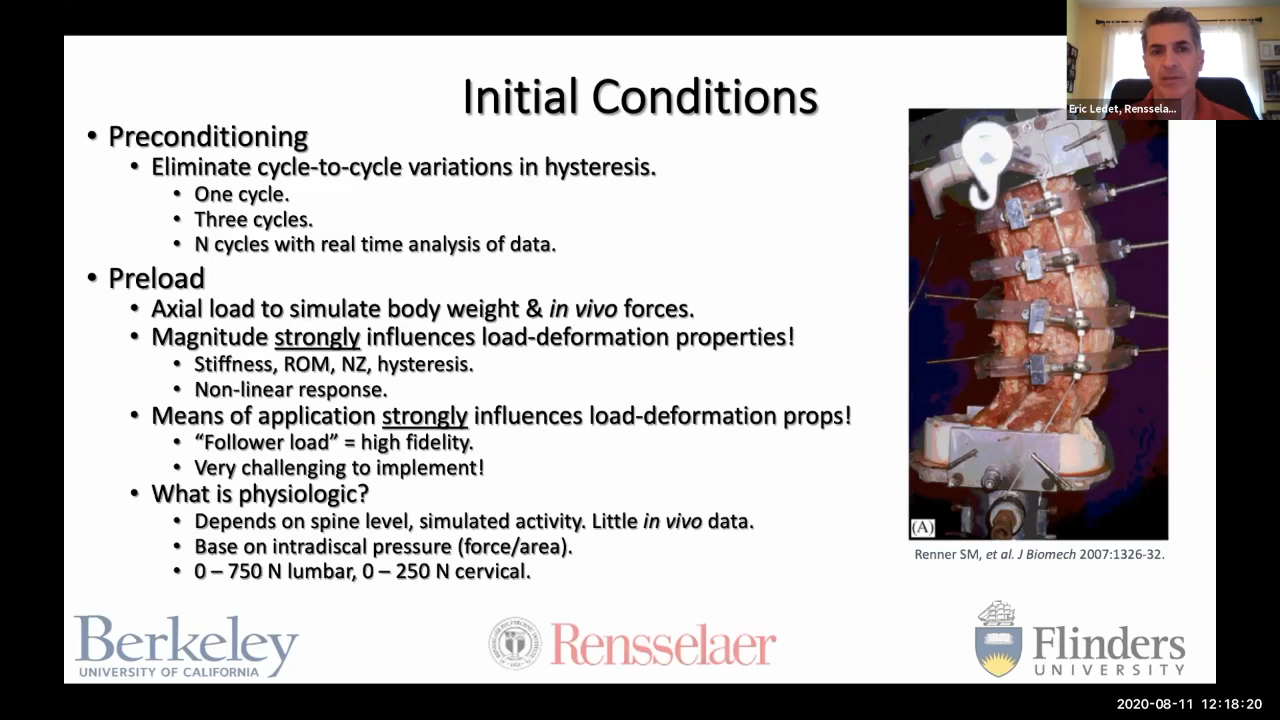 Initial Conditions
• Preconditioning
• Eliminate cycle-to-cycle variations in hysteresis.
• One cycle.
• Three cycles.
• N cycles with real time analysis of data.
• Preload
• Axial load to simulate body weight & in vivo forces.
• Magnitude strongly influences load-deformation properties!
• Stiffness, ROM, NZ, hysteresis.
• Non-linear response.
• Means of application strongly influences load-deformation props!
• “Follower load” = high fidelity.
• Very challenging to implement!
• What is physiologic?
• Depends on spine level, simulated activity. Little in vivo data.
• Base on intradiscal pressure (force/area).
• 0 – 750 N lumbar, 0 – 250 N cervical.
Eric Ledet, Renssela...
(A)
Renner SM, et al. J Biomech 2007:1326-32.
Berkeley
UNIVERSITY OF CALIFORNIA
Rensselaer
Flinders
UNIVERSITY
2020-08-11 12:18:20